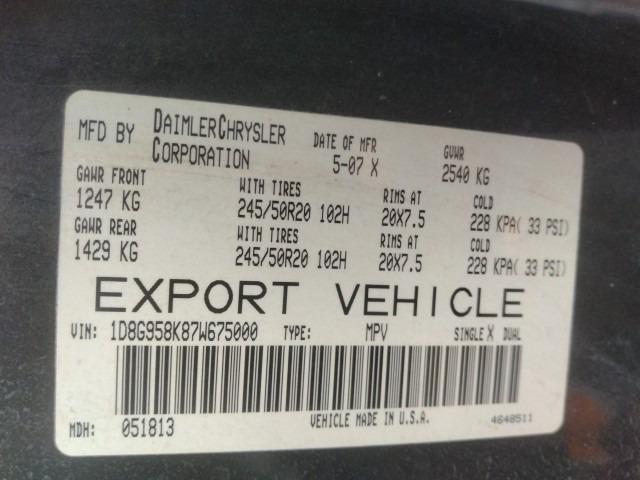 MFD BY DAIMLERCHRYSLER CORPORATION DATE OF MFR 5-07 X GVWR 2540 KG
GAWR FRONT WITH TIRES RIMS AT COLD
1247 KG 245/50R20 102H 20X7.5 228 KPA( 33 PSI)
GAWR REAR WITH TIRES RIMS AT COLD
1429 KG 245/50R20 102H 20X7.5 228 KPA( 33 PSI)
EXPORT VEHICLE
VIN: 1D8G958K87W675000 TYPE: MPV SINGLE X DUAL
MDH: 051813 VEHICLE MADE IN U.S.A. 4648511